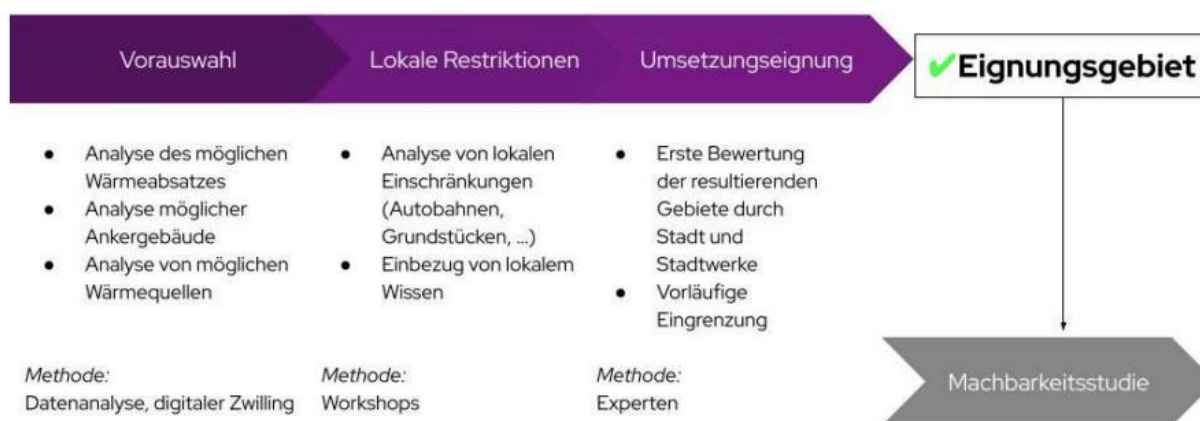 Vorauswahl
Lokale Restriktionen
Umsetzungseignung
✔Eignungsgebiet
● Analyse des möglichen
Wärmeabsatzes
● Analyse möglicher
Ankergebäude
● Analyse von möglichen
Wärmequellen
Methode:
Datenanalyse, digitaler Zwilling
● Analyse von lokalen
Einschränkungen
(Autobahnen,
Grundstücken, ...)
● Einbezug von lokalem
Wissen
Methode:
Workshops
● Erste Bewertung
der resultierenden
Gebiete durch
Stadt und
Stadtwerke
● Vorläufige
Eingrenzung
Methode:
Experten
Machbarkeitsstudie